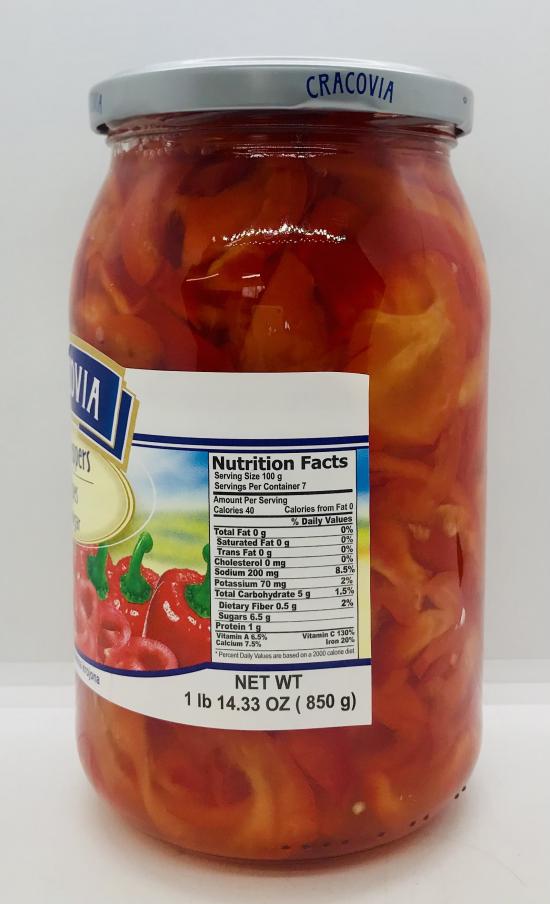 CRACOVIA
OVIA
Nutrition Facts
Serving Size 100 g
Servings Per Container 7
Amount Per Serving
Calories 40 Calories from Fat 0
% Daily Values
Total Fat 0 g 0%
Saturated Fat 0 g 0%
Trans Fat 0 g 0%
Cholesterol 0 mg 0%
Sodium 200 mg 8.5%
Potassium 70 mg 2%
Total Carbohydrate 5 g 1.5%
Dietary Fiber 0.5 g 2%
Sugars 6.5 g
Protein 1 g
Vitamin A 6.5% Vitamin C 130%
Calcium 7.5% Iron 20%
* Percent Daily Values are based on a 2000 calorie diet
krojona
NET WT
1 lb 14.33 OZ ( 850 g)